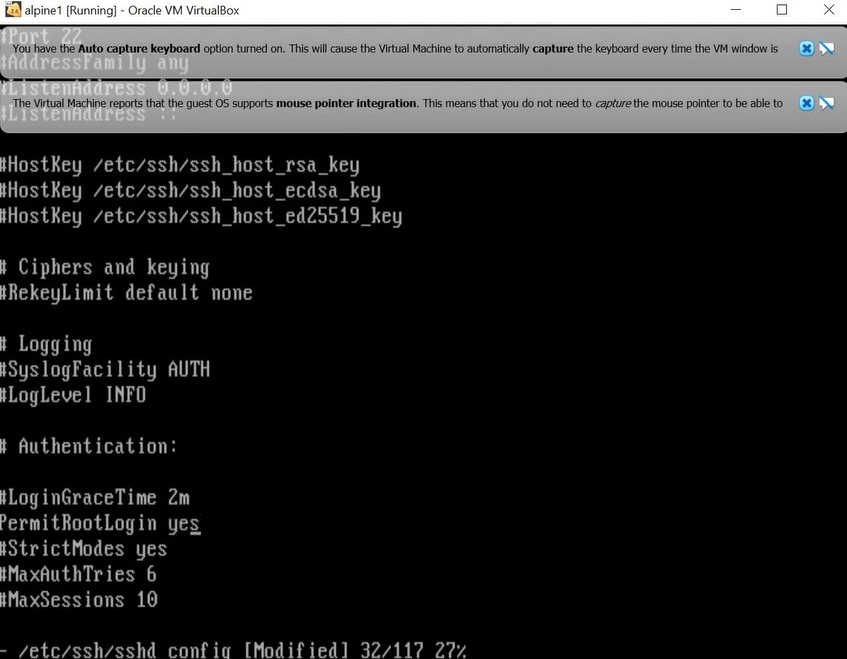 alpine1 [Running] - Oracle VM VirtualBox
#Port 22
You have the Auto capture keyboard option turned on. This will cause the Virtual Machine to automatically capture the keyboard every time the VM window is
#AddressFamily any
#ListenAddress 0.0.0.0
The Virtual Machine reports that the guest OS supports mouse pointer integration. This means that you do not need to capture the mouse pointer to be able to
#ListenAddress ::
#HostKey /etc/ssh/ssh_host_rsa_key
#HostKey /etc/ssh/ssh_host_ecdsa_key
#HostKey /etc/ssh/ssh_host_ed25519_key
# Ciphers and keying
#RekeyLimit default none
# Logging
#SyslogFacility AUTH
#LogLevel INFO
# Authentication:
#LoginGraceTime 2m
PermitRootLogin yes
#StrictModes yes
#MaxAuthTries 6
#MaxSessions 10
- /etc/ssh/sshd_config [Modified] 32/117 27%